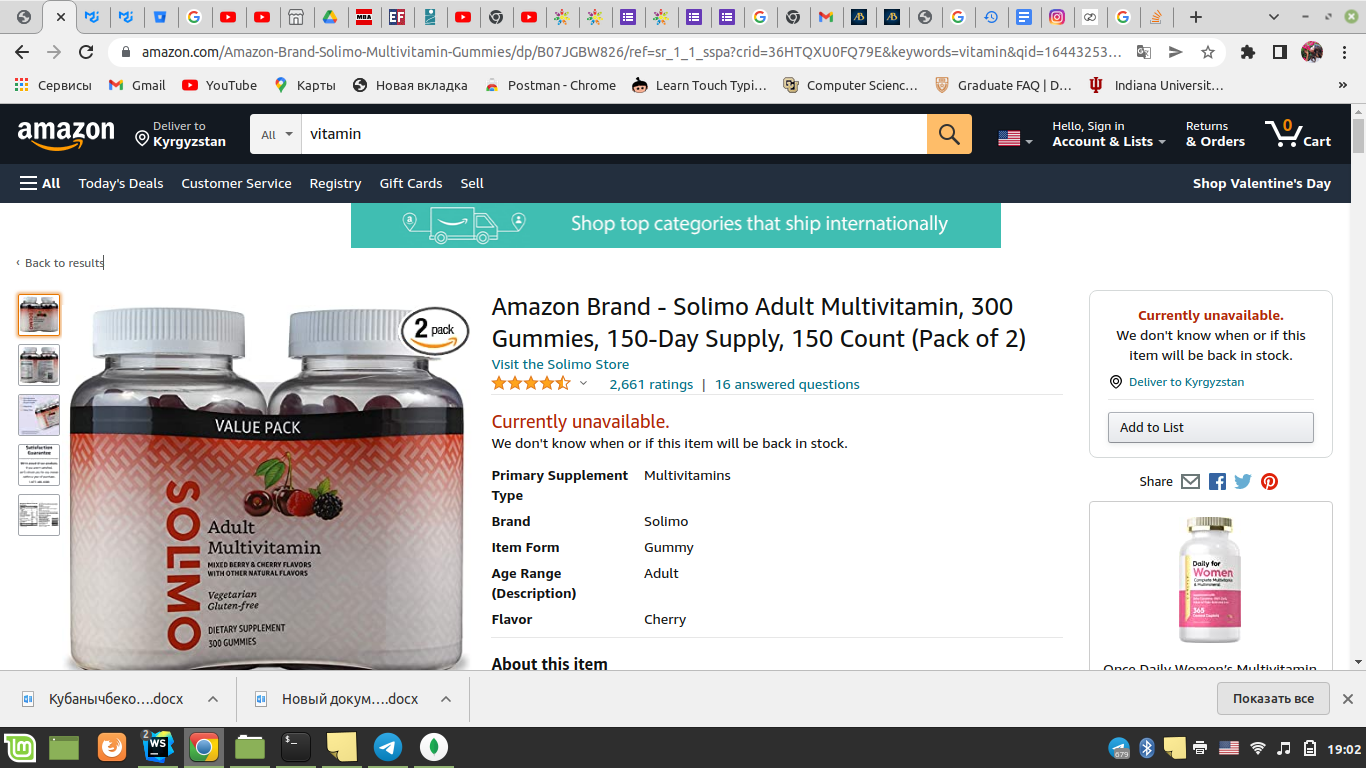 MBA
EF
amazon.com/Amazon-Brand-Solimo-Multivitamin-Gummies/dp/B07JGBW826/ref=sr_1_1_sspa?crid=36HTQXU0FQ79E&keywords=vitamin&qid=16443253…
Сервисы
Gmail
YouTube
Карты
Новая вкладка
Postman - Chrome
Learn Touch Typi…
Computer Scienc…
Graduate FAQ | D…
Indiana Universit…
»
amazon
Deliver to
Kyrgyzstan
All
vitamin
Hello, Sign in
Account & Lists
Returns
& Orders
0
Cart
All
Today's Deals
Customer Service
Registry
Gift Cards
Sell
Shop Valentine's Day
Shop top categories that ship internationally
‹ Back to results
2 pack
VALUE PACK
SOLIMO
Adult
Multivitamin
MIXED BERRY & CHERRY FLAVORS
WITH OTHER NATURAL FLAVORS
Vegetarian
Gluten-free
DIETARY SUPPLEMENT
300 GUMMIES
Amazon Brand - Solimo Adult Multivitamin, 300
Gummies, 150-Day Supply, 150 Count (Pack of 2)
Visit the Solimo Store
2,661 ratings | 16 answered questions
Currently unavailable.
We don't know when or if this item will be back in stock.
Primary Supplement Type Multivitamins
Brand Solimo
Item Form Gummy
Age Range (Description) Adult
Flavor Cherry
About this item
Currently unavailable.
We don't know when or if this
item will be back in stock.
Deliver to Kyrgyzstan
Add to List
Share
Daily for
Women
365
Once Daily Women's Multivitamin
Кубанычбеко….docx
Новый докум….docx
Показать все
2
WS
679
19:02